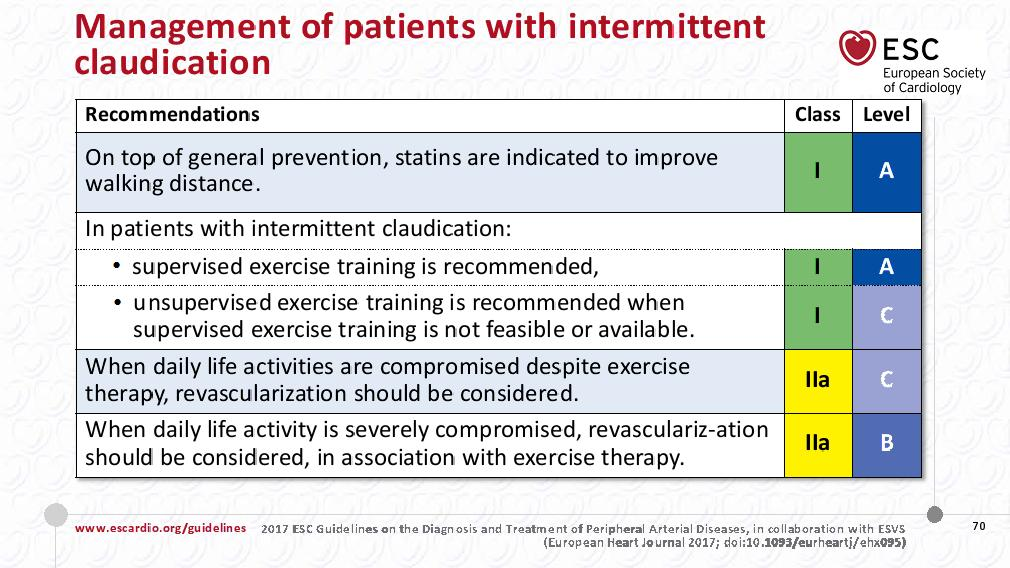 Management of patients with intermittent
claudication
ESC
European Society
of Cardiology
Recommendations Class Level
On top of general prevention, statins are indicated to improve
walking distance.
I A
In patients with intermittent claudication:
• supervised exercise training is recommended, I A
• unsupervised exercise training is recommended when
supervised exercise training is not feasible or available.
I C
When daily life activities are compromised despite exercise
therapy, revascularization should be considered.
IIa C
When daily life activity is severely compromised, revasculariz-ation
should be considered, in association with exercise therapy.
IIa B
www.escardio.org/guidelines 2017 ESC Guidelines on the Diagnosis and Treatment of Peripheral Arterial Diseases, in collaboration with ESVS
(European Heart Journal 2017; doi:10.1093/eurheartj/ehx095)
70